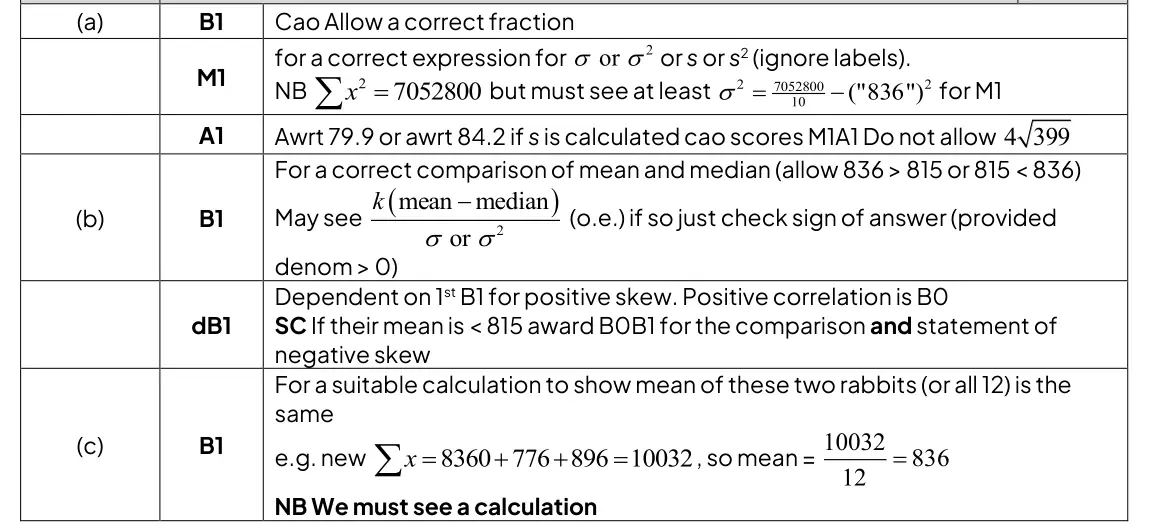 (a) B1 Cao Allow a correct fraction
for a correct expression for σ or σ² or s or s² (ignore labels).
M1
NB ∑x² = 7052800 but must see at least σ² = 7052800/10 − ("836")² for M1
A1 Awrt 79.9 or awrt 84.2 if s is calculated cao scores M1A1 Do not allow 4√399
For a correct comparison of mean and median (allow 836 > 815 or 815 < 836)
(b) B1 May see k(mean − median)/(σ or σ²) (o.e.) if so just check sign of answer (provided
denom > 0)
Dependent on 1st B1 for positive skew. Positive correlation is B0
dB1 SC If their mean is < 815 award B0B1 for the comparison and statement of
negative skew
For a suitable calculation to show mean of these two rabbits (or all 12) is the
same
(c) B1 e.g. new ∑x = 8360 + 776 + 896 = 10032, so mean = 10032/12 = 836
NB We must see a calculation